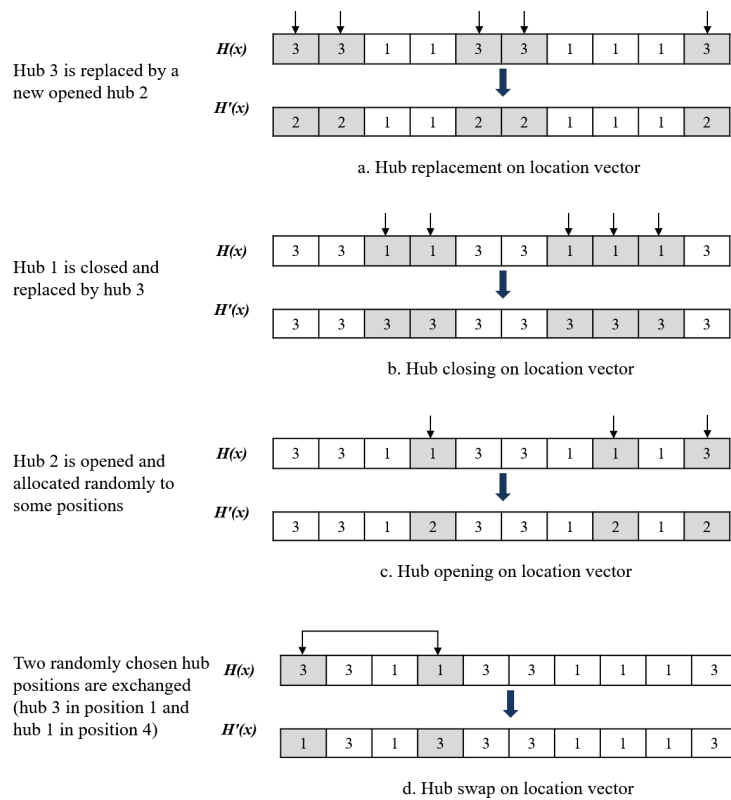 Hub 3 is replaced by a
new opened hub 2
H(x)
3 3 1 1 3 3 1 1 1 3
H'(x)
2 2 1 1 2 2 1 1 1 2
a. Hub replacement on location vector
Hub 1 is closed and
replaced by hub 3
H(x)
3 3 1 1 3 3 1 1 1 3
H'(x)
3 3 3 3 3 3 3 3 3 3
b. Hub closing on location vector
Hub 2 is opened and
allocated randomly to
some positions
H(x)
3 3 1 1 3 3 1 1 1 3
H'(x)
3 3 1 2 3 3 1 2 1 2
c. Hub opening on location vector
Two randomly chosen hub
positions are exchanged
(hub 3 in position 1 and
hub 1 in position 4)
H(x)
3 3 1 1 3 3 1 1 1 3
H'(x)
1 3 1 3 3 3 1 1 1 3
d. Hub swap on location vector